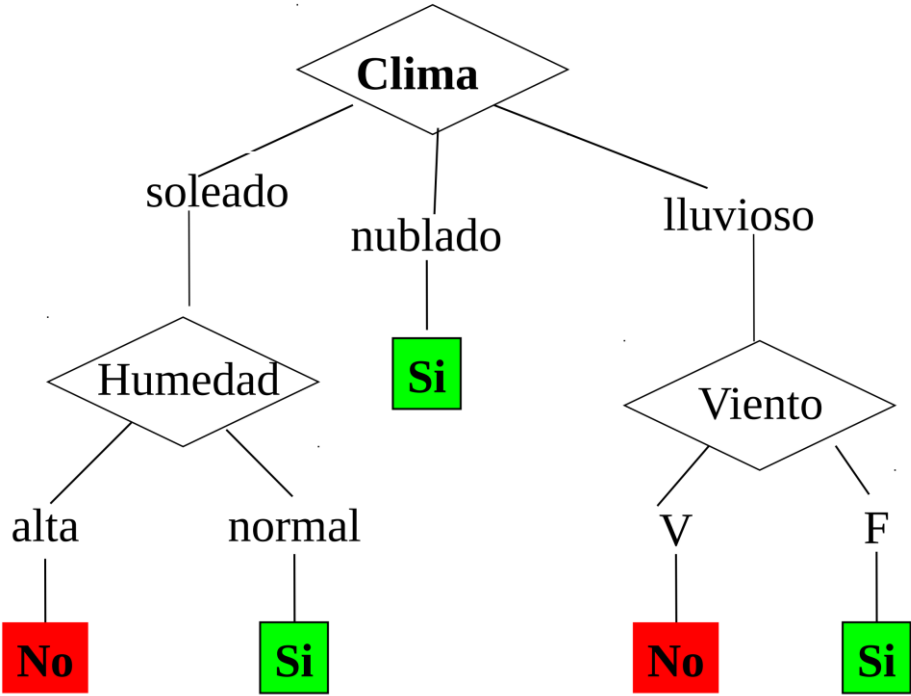 Clima
soleado
nublado
lluvioso
Humedad
Si
Viento
alta
normal
V
F
No
Si
No
Si